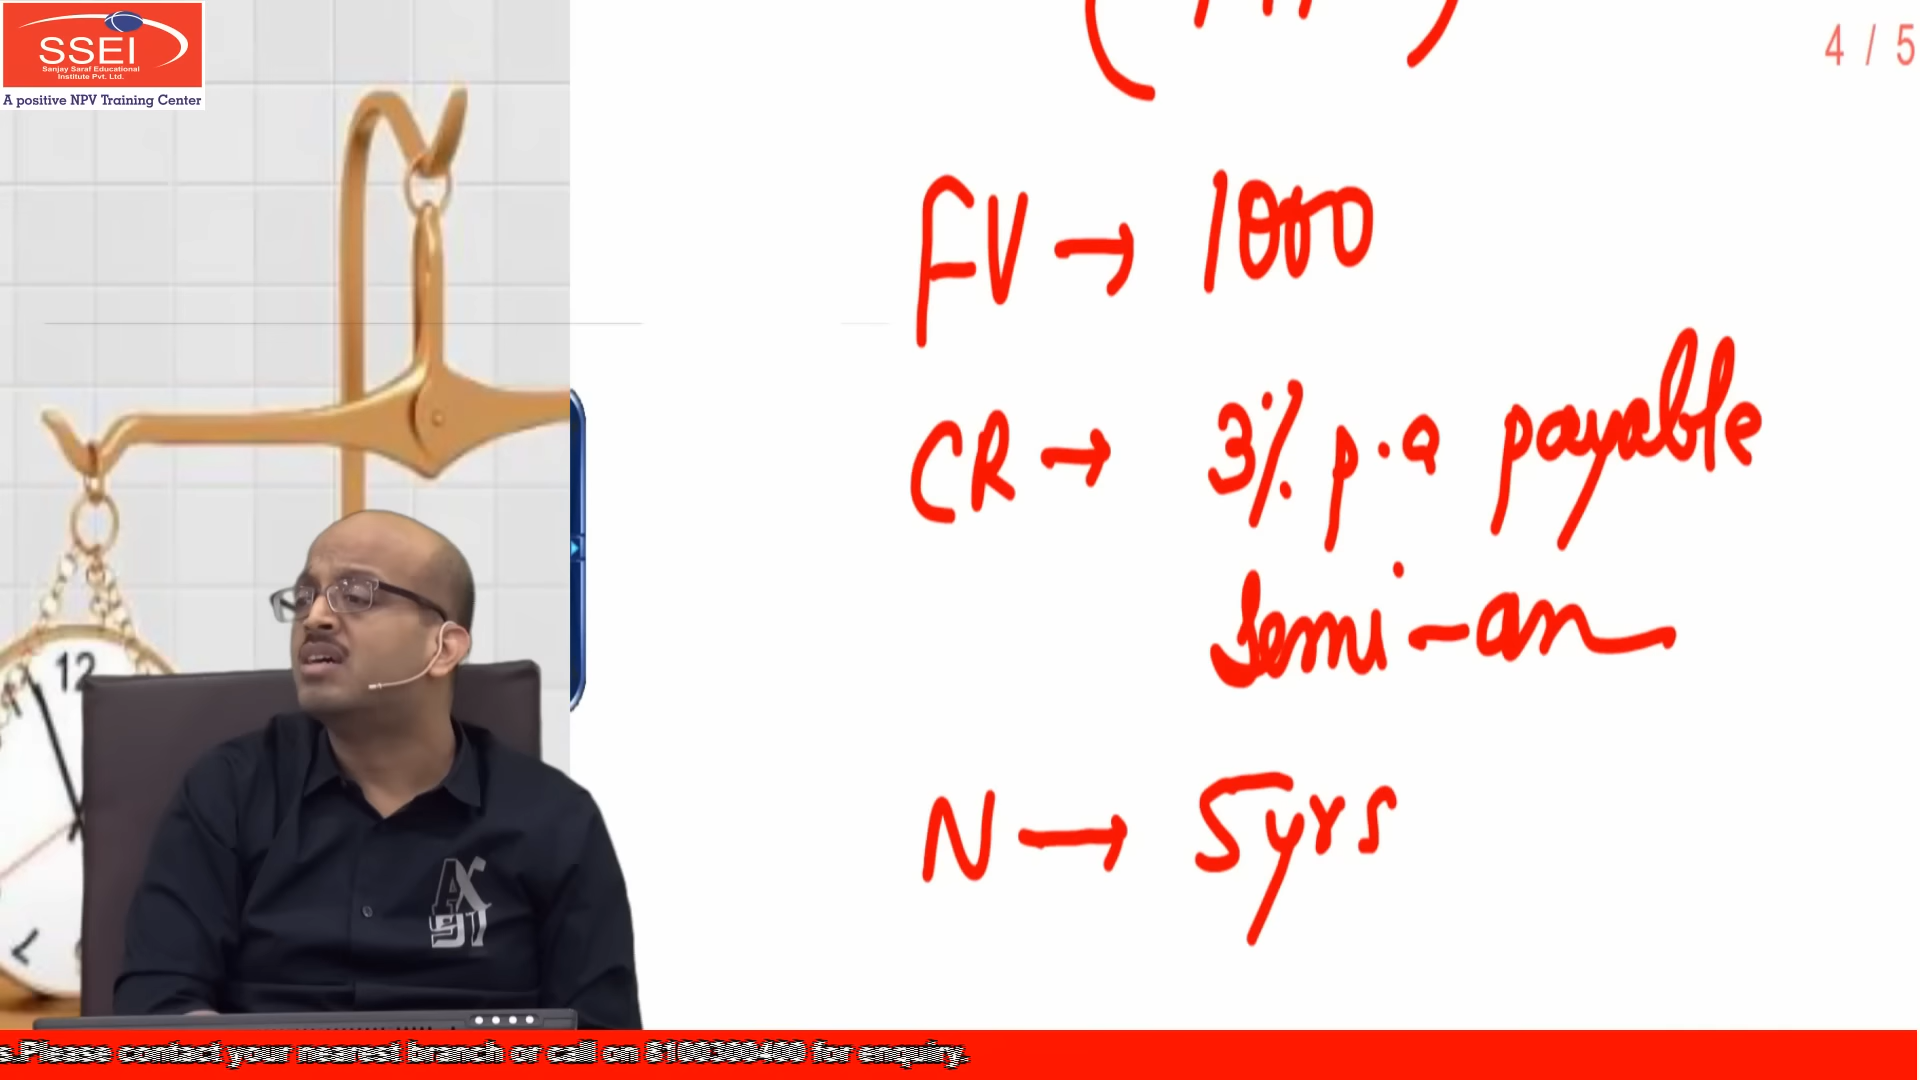 SSEI
Sanjay Saraf Educational
Institute Pvt. Ltd.
A positive NPV Training Center
4 / 5
FV → 1000
CR → 3% p.a payable
Semi-an
N → 5yrs
12
s.Please contact your nearest branch or call on 8100300400 for enquiry.